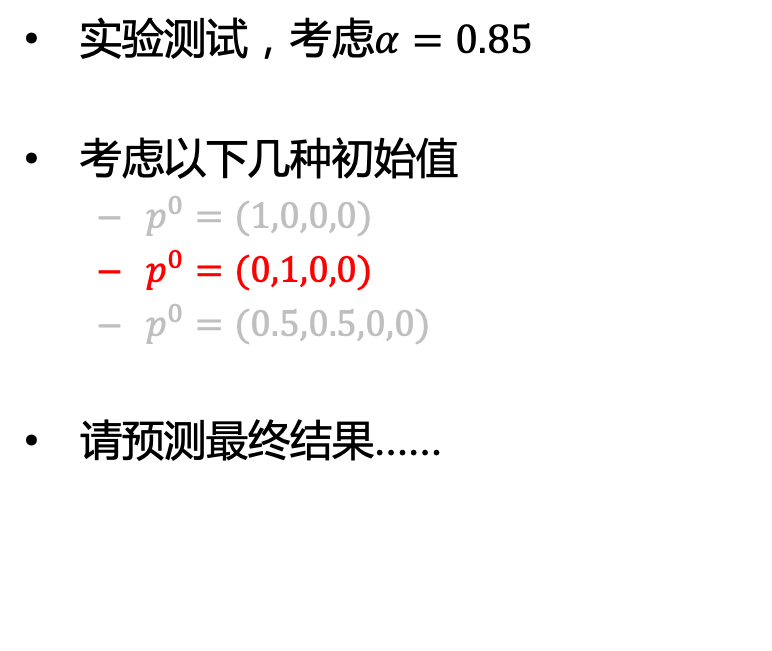 • 实验测试，考虑α = 0.85
• 考虑以下几种初始值
– p⁰ = (1,0,0,0)
– p⁰ = (0,1,0,0)
– p⁰ = (0.5,0.5,0,0)
• 请预测最终结果……